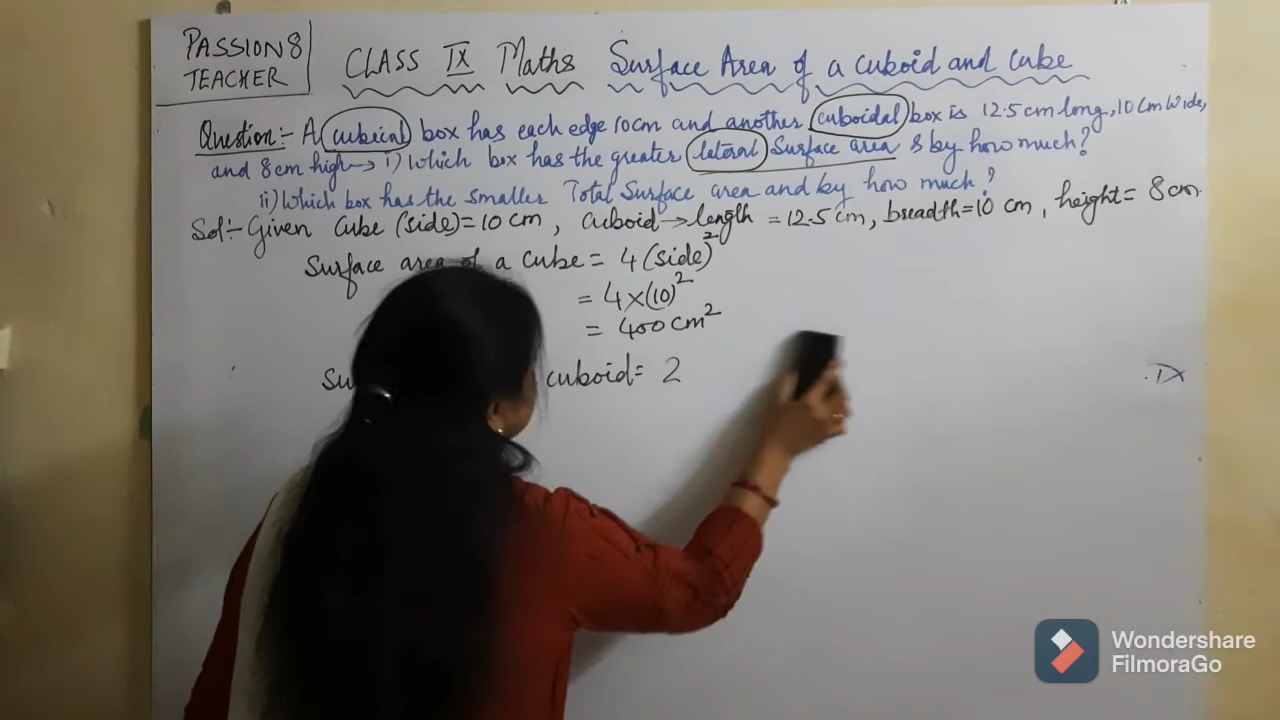 PASSION 8
TEACHER
CLASS IX Maths Surface Area of a cuboid and Cube
Question:- A cubical box has each edge 10cm and another cuboidal box is 12.5cm long, 10 Cm Wide,
and 8cm high → i) Which box has the greater lateral Surface area & by how much?
ii) Which box has the smaller Total Surface area and by how much?
Sol:- Given Cube (side) = 10 cm, cuboid → length = 12.5 cm, breadth = 10 cm, height = 8 cm.
Surface area of a cube = 4 (side)²
= 4×(10)²
= 400 cm²
cuboid = 2
IX
Wondershare
FilmoraGo